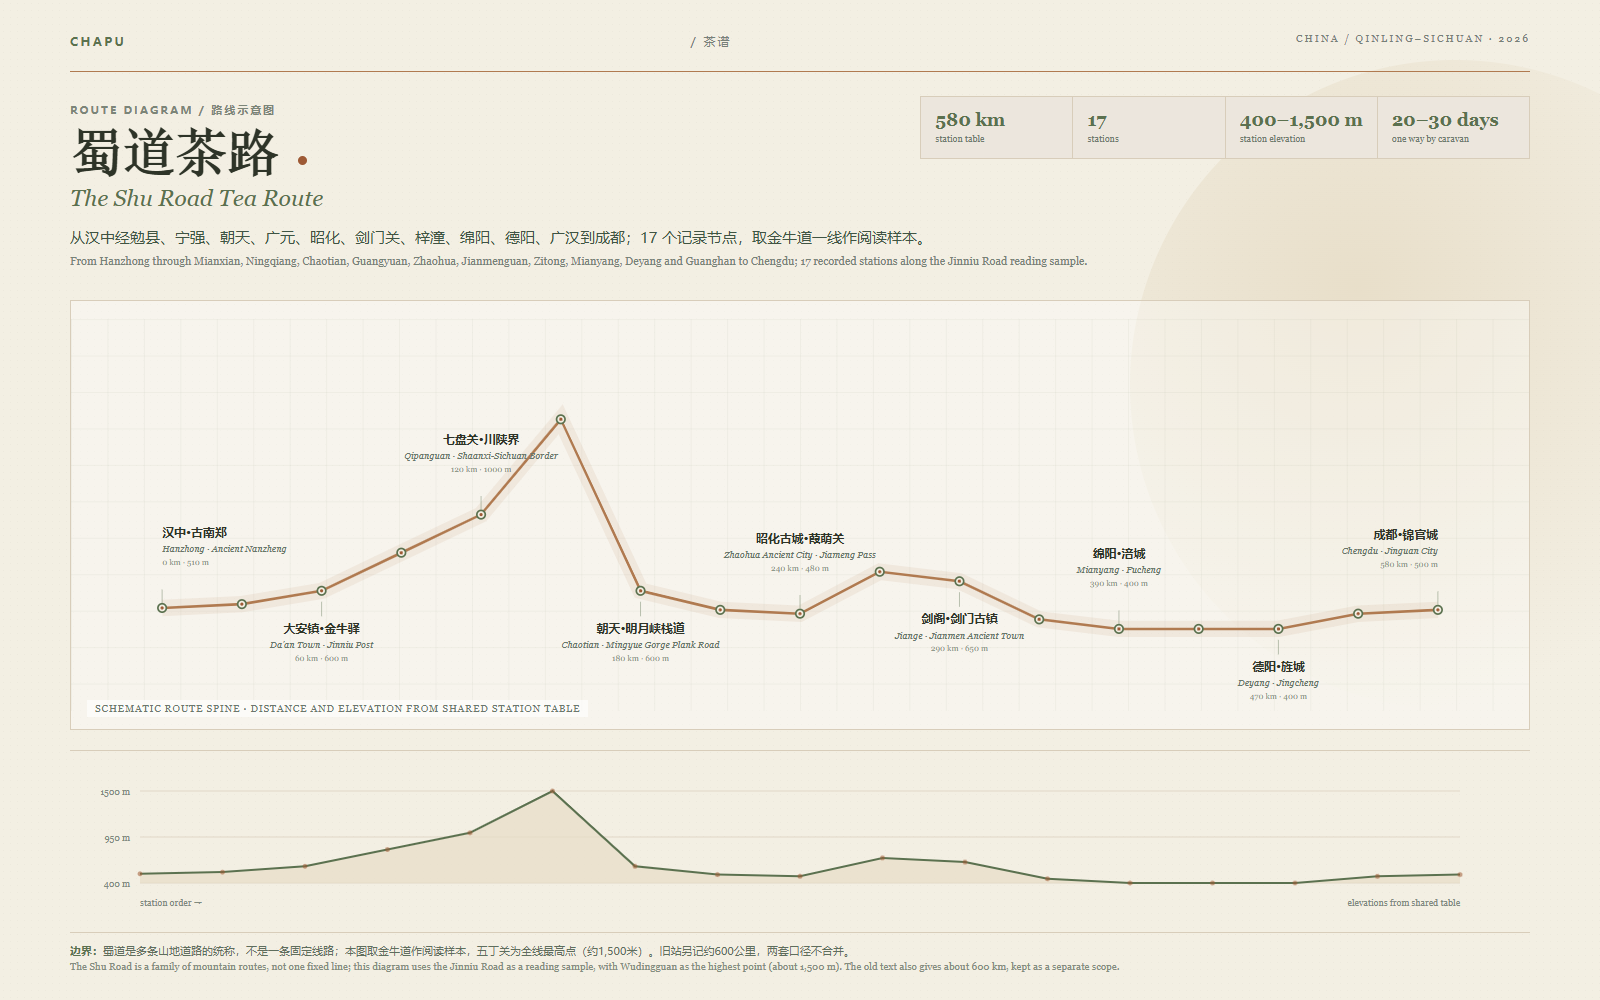 CHAPU
/ 茶谱
CHINA / QINLING–SICHUAN · 2026
ROUTE DIAGRAM / 路线示意图
蜀道茶路
The Shu Road Tea Route
580 km
station table
17
stations
400–1,500 m
station elevation
20–30 days
one way by caravan
从汉中经勉县、宁强、朝天、广元、昭化、剑门关、梓潼、绵阳、德阳、广汉到成都；17 个记录节点，取金牛道一线作阅读样本。
From Hanzhong through Mianxian, Ningqiang, Chaotian, Guangyuan, Zhaohua, Jianmenguan, Zitong, Mianyang, Deyang and Guanghan to Chengdu; 17 recorded stations along the Jinniu Road reading sample.
汉中•古南郑
Hanzhong · Ancient Nanzheng
0 km · 510 m
大安镇•金牛驿
Da'an Town · Jinniu Post
60 km · 600 m
七盘关•川陕界
Qipanguan · Shaanxi-Sichuan Border
120 km · 1000 m
朝天•明月峡栈道
Chaotian · Mingyue Gorge Plank Road
180 km · 600 m
昭化古城•葭萌关
Zhaohua Ancient City · Jiameng Pass
240 km · 480 m
剑阁•剑门古镇
Jiange · Jianmen Ancient Town
290 km · 650 m
绵阳•涪城
Mianyang · Fucheng
390 km · 400 m
德阳•旌城
Deyang · Jingcheng
470 km · 400 m
成都•锦官城
Chengdu · Jinguan City
580 km · 500 m
SCHEMATIC ROUTE SPINE · DISTANCE AND ELEVATION FROM SHARED STATION TABLE
1500 m
950 m
400 m
station order →
elevations from shared table
边界：蜀道是多条山地道路的统称，不是一条固定线路；本图取金牛道作阅读样本，五丁关为全线最高点（约1,500米）。旧站另记约600公里，两套口径不合并。
The Shu Road is a family of mountain routes, not one fixed line; this diagram uses the Jinniu Road as a reading sample, with Wudingguan as the highest point (about 1,500 m). The old text also gives about 600 km, kept as a separate scope.